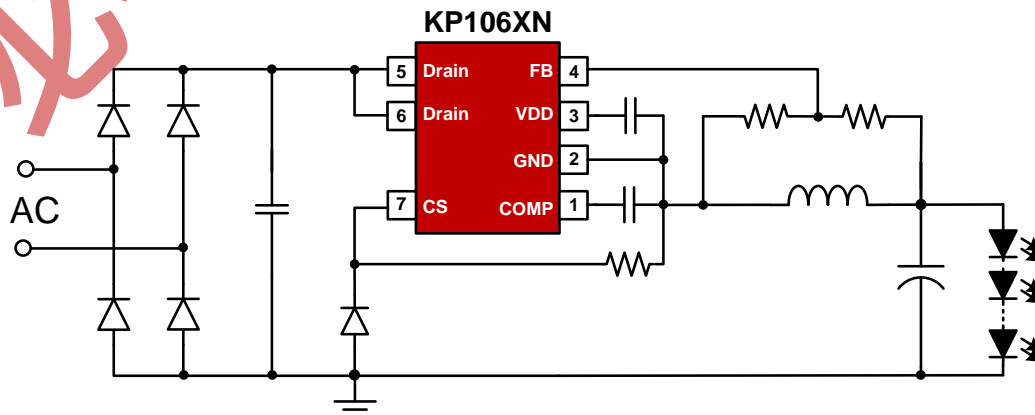 KP106XN
5 Drain FB 4
6 Drain VDD 3
GND 2
7 CS COMP 1
AC